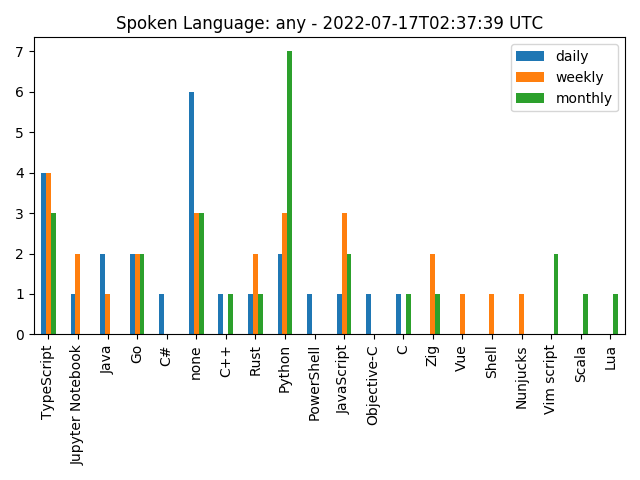 Spoken Language: any - 2022-07-17T02:37:39 UTC
daily
weekly
monthly
7
6
5
4
3
2
1
0
TypeScript
Jupyter Notebook
Java
Go
C#
none
C++
Rust
Python
PowerShell
JavaScript
Objective-C
C
Zig
Vue
Shell
Nunjucks
Vim script
Scala
Lua